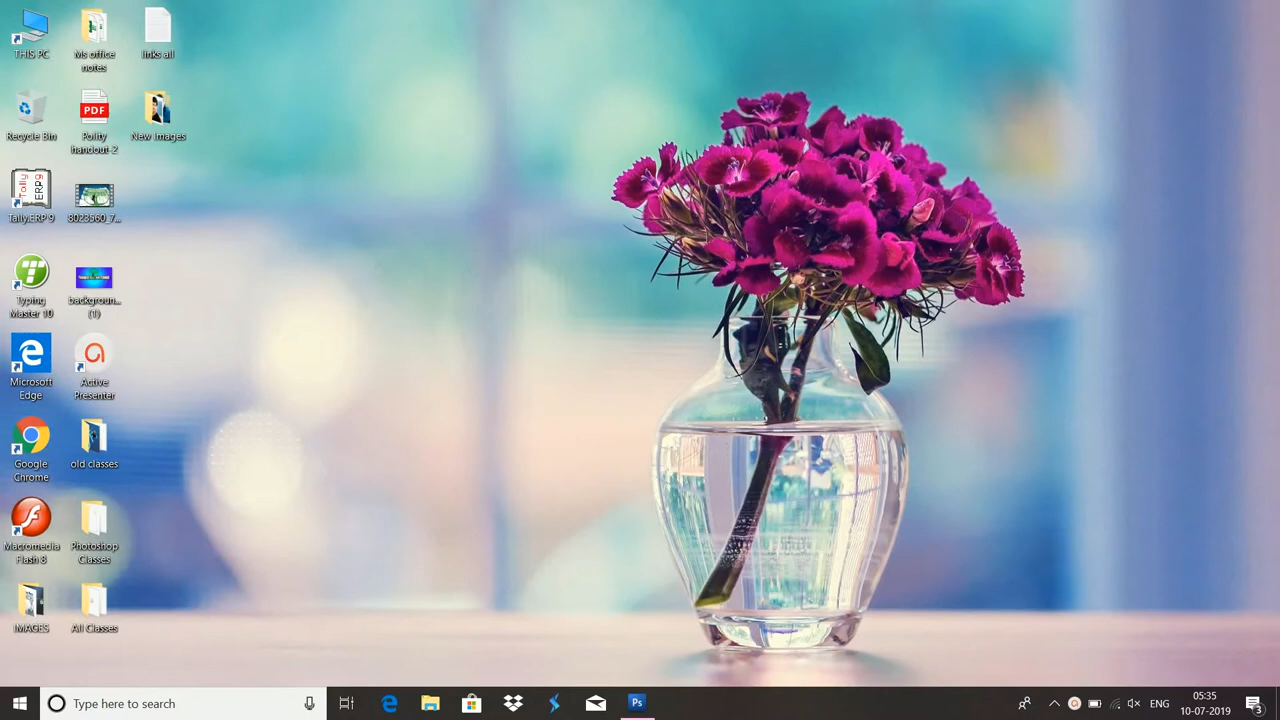 THIS PC
Ms office
notes
links all
Recycle Bin
PDF
Polity
handout-2
New Images
Tally
ERP9
Tally.ERP 9
8023560_7...
Typing
Master 10
backgroun...
(1)
Microsoft
Edge
Active
Presenter
Google
Chrome
old classes
Macromedia
Flash 8
Photoshop
Classes
IMAGES
All Classes
Type here to search
Ps
ENG
05:35
10-07-2019
3